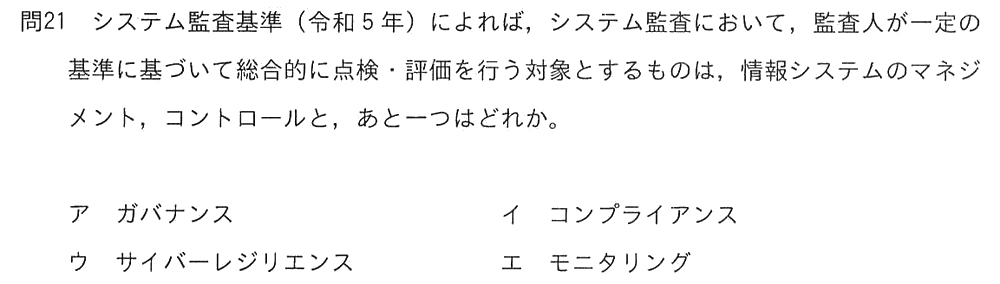 問21　システム監査基準（令和５年）によれば，システム監査において，監査人が一定の
基準に基づいて総合的に点検・評価を行う対象とするものは，情報システムのマネジ
メント，コントロールと，あと一つはどれか。
ア　ガバナンス　イ　コンプライアンス
ウ　サイバーレジリエンス　エ　モニタリング